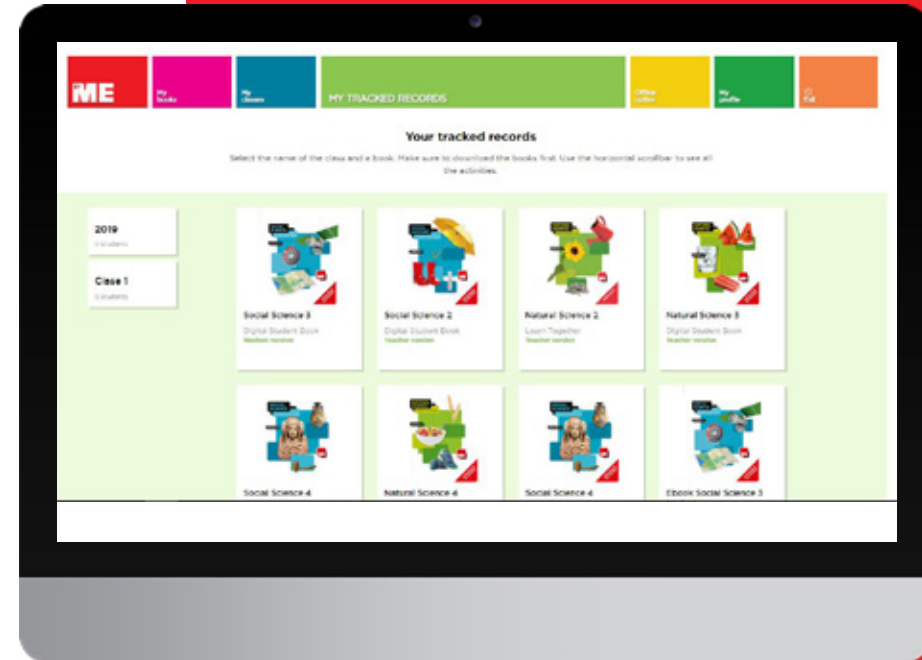 ME
My
books
My
classes
MY TRACKED RECORDS
Offline
My
profile
Exit
Your tracked records
Select the name of the class and a book. Make sure to download the books first. Use the horizontal scrollbar to see all
the activities.
2019
Clase 1
Social Science 3
Digital Student Book
Student version
Social Science 2
Digital Student Book
Teacher version
Natural Science 2
Learn Together
Teacher version
Natural Science 3
Digital Student Book
Teacher version
Social Science 4
Natural Science 4
Social Science 4
Ebook Social Science 3